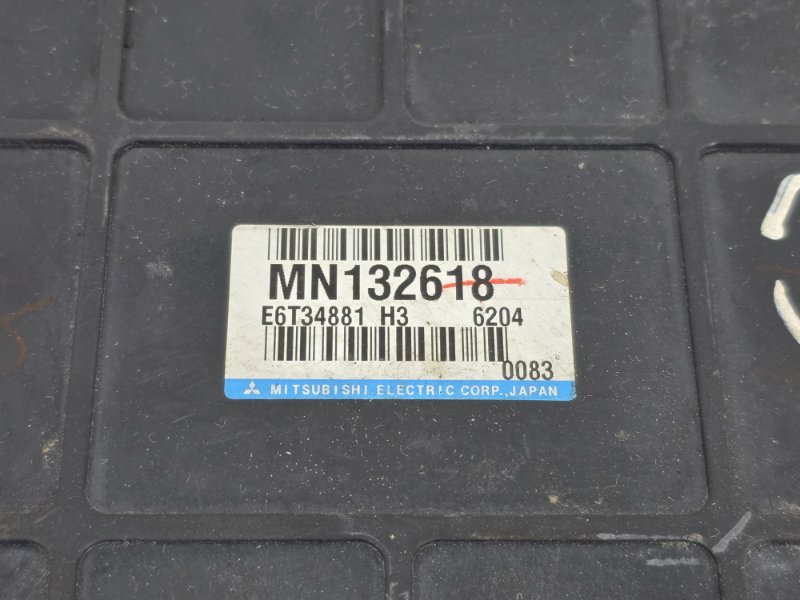 MN132618
E6T34881 H3 6204
0083
MITSUBISHI ELECTRIC CORP., JAPAN